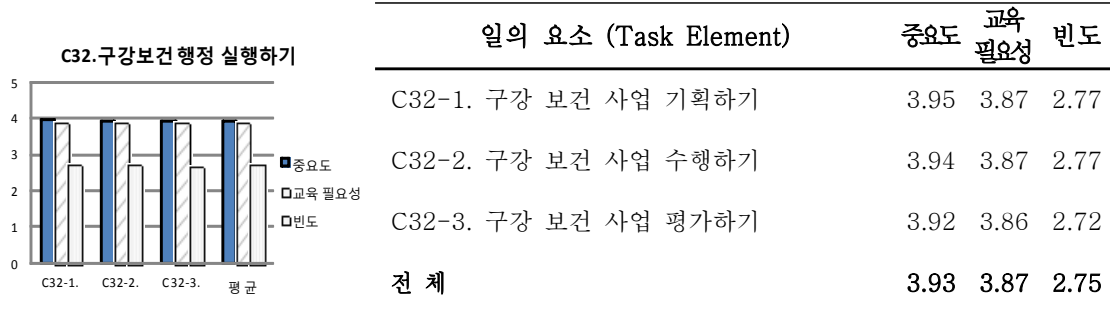 C32.구강보건 행정 실행하기
5
4
3
2
1
0
C32-1. C32-2. C32-3. 평균
중요도
교육 필요성
빈도
일의 요소 (Task Element) 중요도 교육 필요성 빈도
C32-1. 구강 보건 사업 기획하기 3.95 3.87 2.77
C32-2. 구강 보건 사업 수행하기 3.94 3.87 2.77
C32-3. 구강 보건 사업 평가하기 3.92 3.86 2.72
전 체 3.93 3.87 2.75